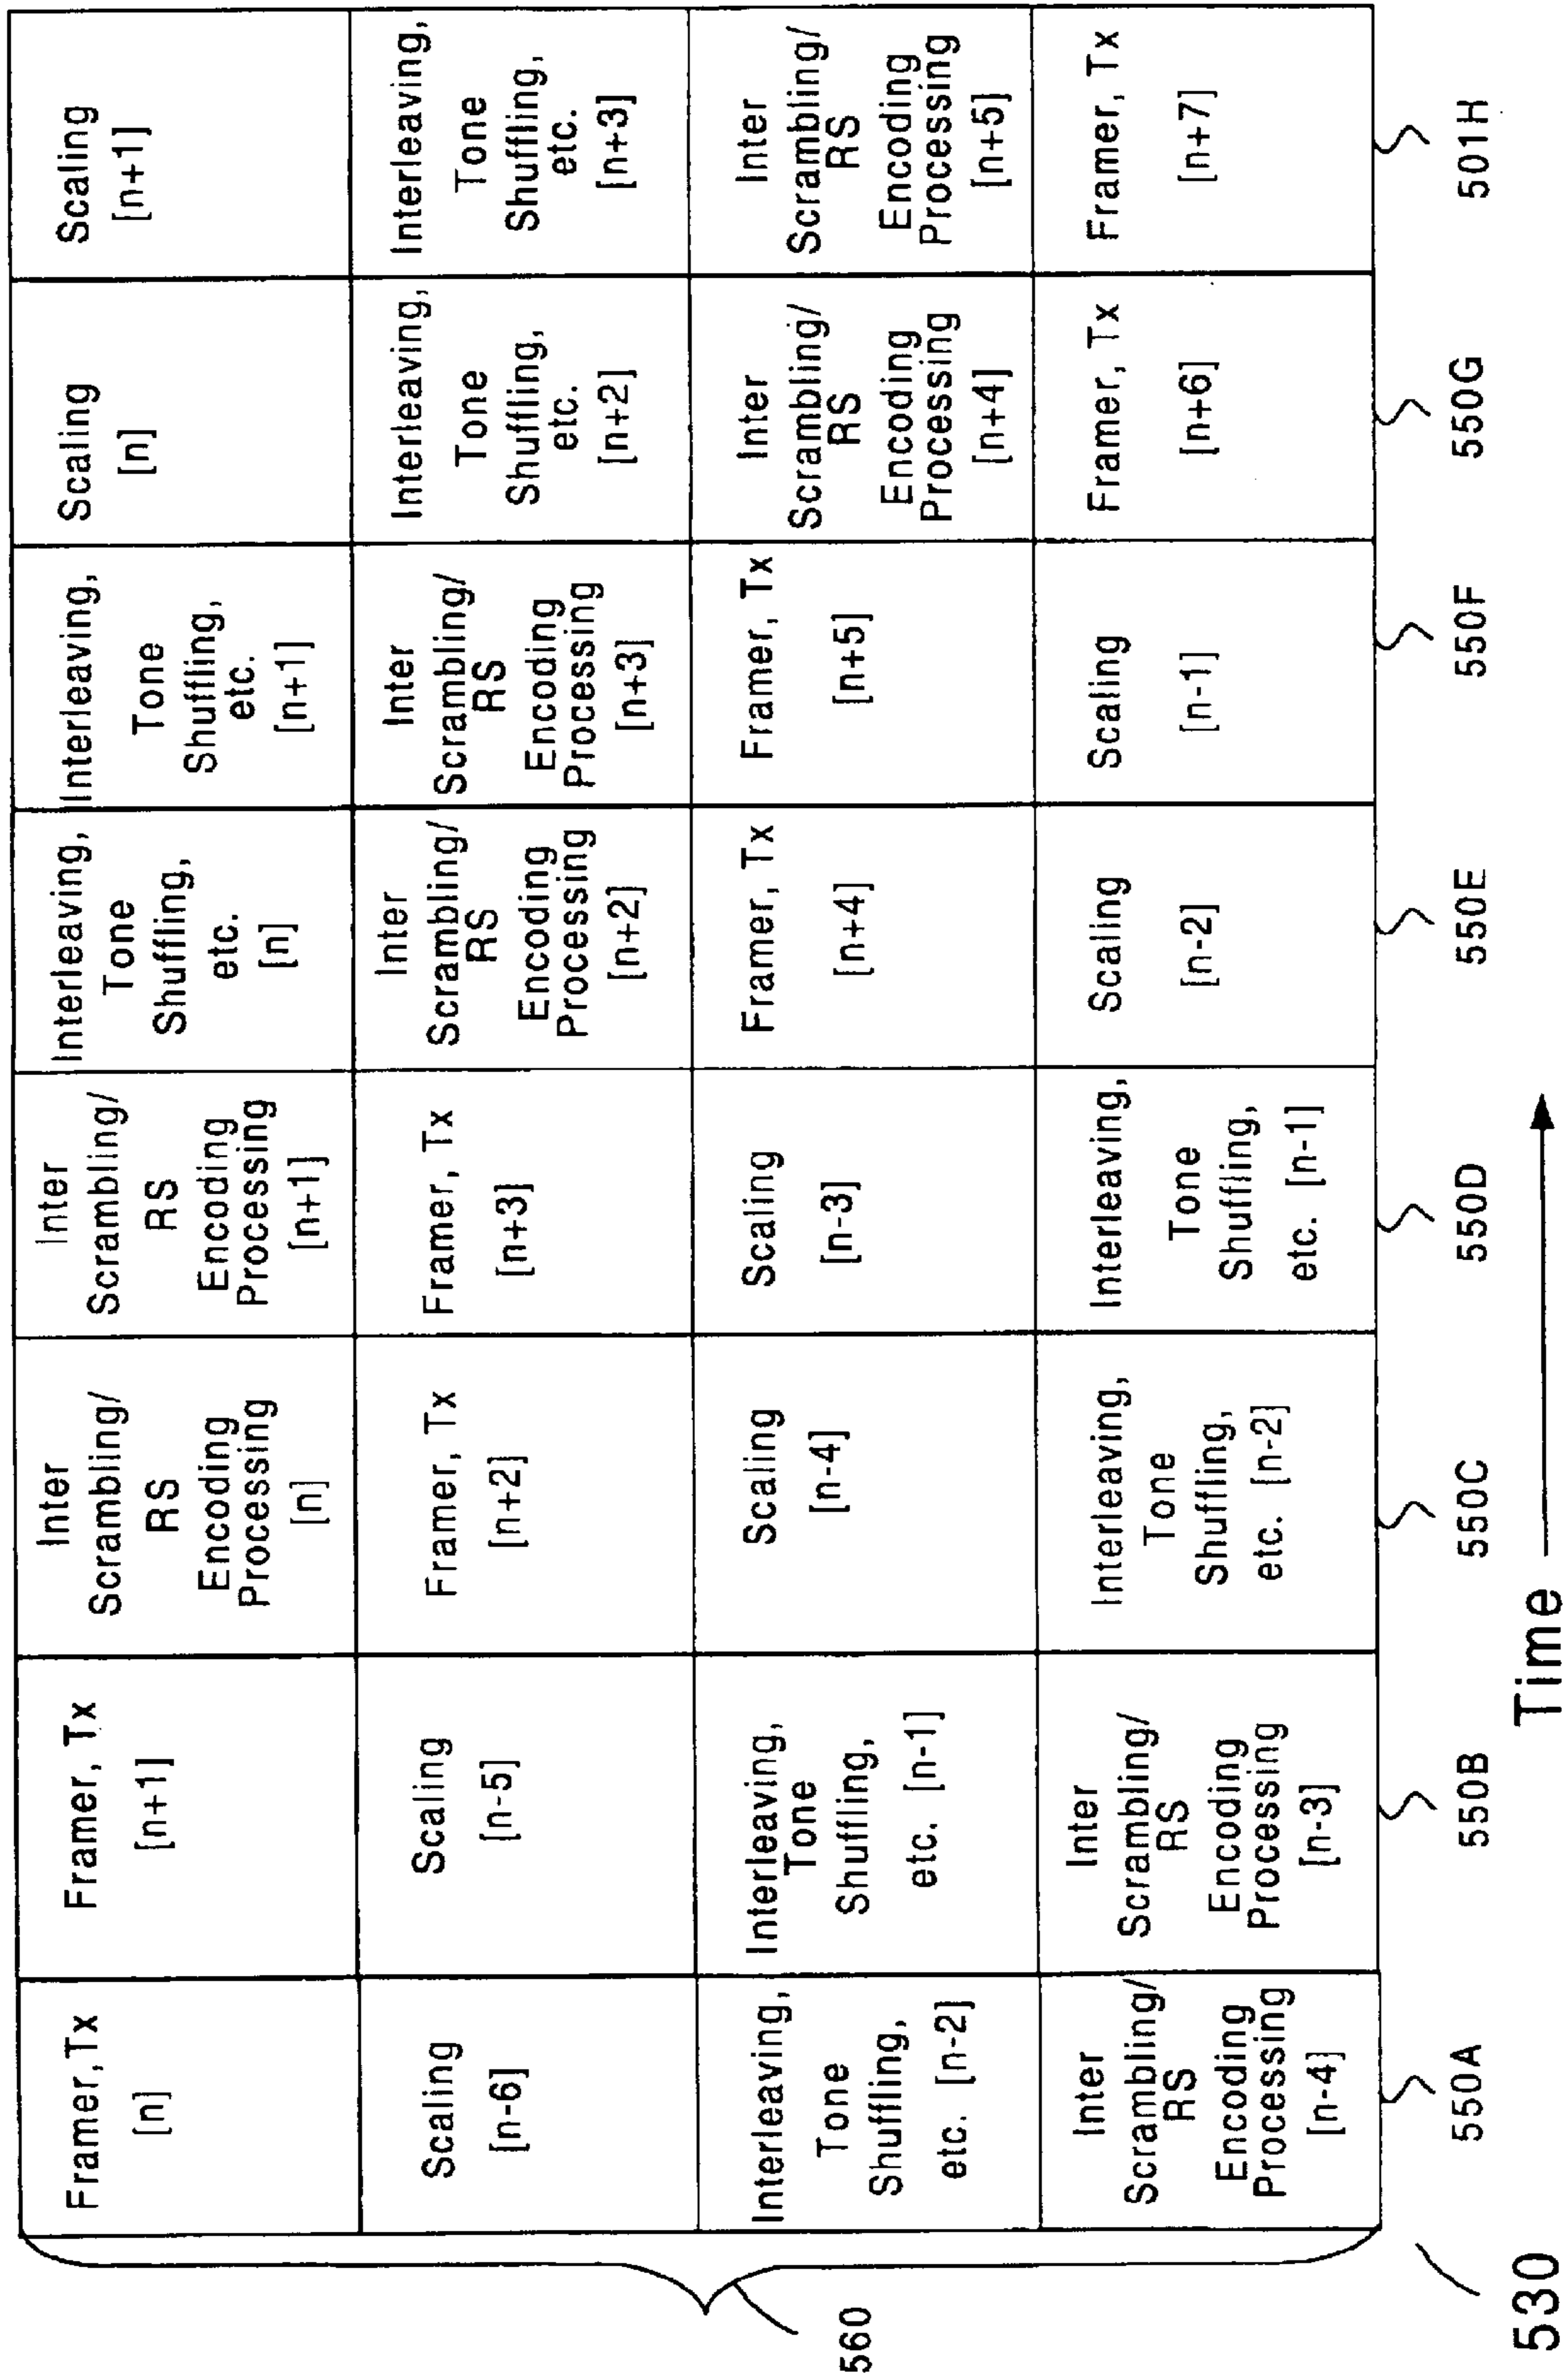 Framer,Tx
[n]
Framer, Tx
[n+1]
Inter
Scrambling/
RS
Encoding
Processing
[n]
Inter
Scrambling/
RS
Encoding
Processing
[n+1]
Interleaving,
Tone
Shuffling,
etc.
[n]
Interleaving,
Tone
Shuffling,
etc.
[n+1]
Scaling
[n]
Scaling
[n+1]
Scaling
[n-6]
Scaling
[n-5]
Framer, Tx
[n+2]
Framer, Tx
[n+3]
Inter
Scrambling/
RS
Encoding
Processing
[n+2]
Inter
Scrambling/
RS
Encoding
Processing
[n+3]
Interleaving,
Tone
Shuffling,
etc.
[n+2]
Interleaving,
Tone
Shuffling,
etc.
[n+3]
Interleaving,
Tone
Shuffling,
etc. [n-2]
Interleaving,
Tone
Shuffling,
etc. [n-1]
Scaling
[n-4]
Scaling
[n-3]
Framer, Tx
[n+4]
Framer, Tx
[n+5]
Inter
Scrambling/
RS
Encoding
Processing
[n+4]
Inter
Scrambling/
RS
Encoding
Processing
[n+5]
Inter
Scrambling/
RS
Encoding
Processing
[n-4]
Inter
Scrambling/
RS
Encoding
Processing
[n-3]
Interleaving,
Tone
Shuffling,
etc. [n-2]
Interleaving,
Tone
Shuffling,
etc. [n-1]
Scaling
[n-2]
Scaling
[n-1]
Framer, Tx
[n+6]
Framer, Tx
[n+7]
560
550A
550B
550C
550D
550E
550F
550G
501H
530
Time